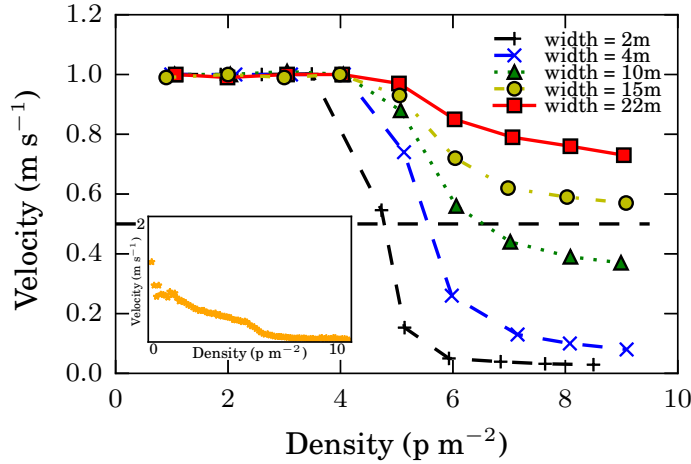 1.2
1.0
0.8
0.6
0.4
0.2
0.0
Velocity (m s⁻¹)
width = 2m
width = 4m
width = 10m
width = 15m
width = 22m
2
Velocity (m s⁻¹)
0 10
Density (p m⁻²)
0 2 4 6 8 10
Density (p m⁻²)